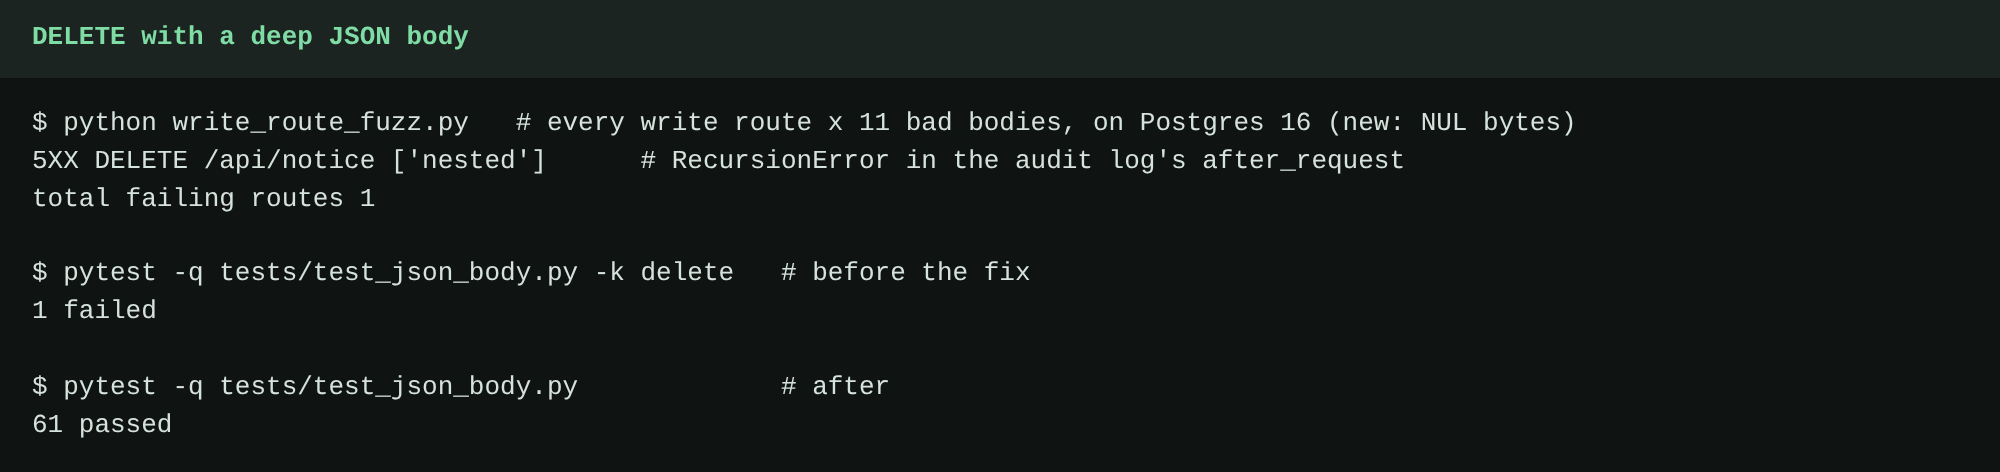 DELETE with a deep JSON body
$ python write_route_fuzz.py   # every write route x 11 bad bodies, on Postgres 16 (new: NUL bytes)
5XX DELETE /api/notice ['nested']      # RecursionError in the audit log's after_request
total failing routes 1
$ pytest -q tests/test_json_body.py -k delete   # before the fix
1 failed
$ pytest -q tests/test_json_body.py             # after
61 passed